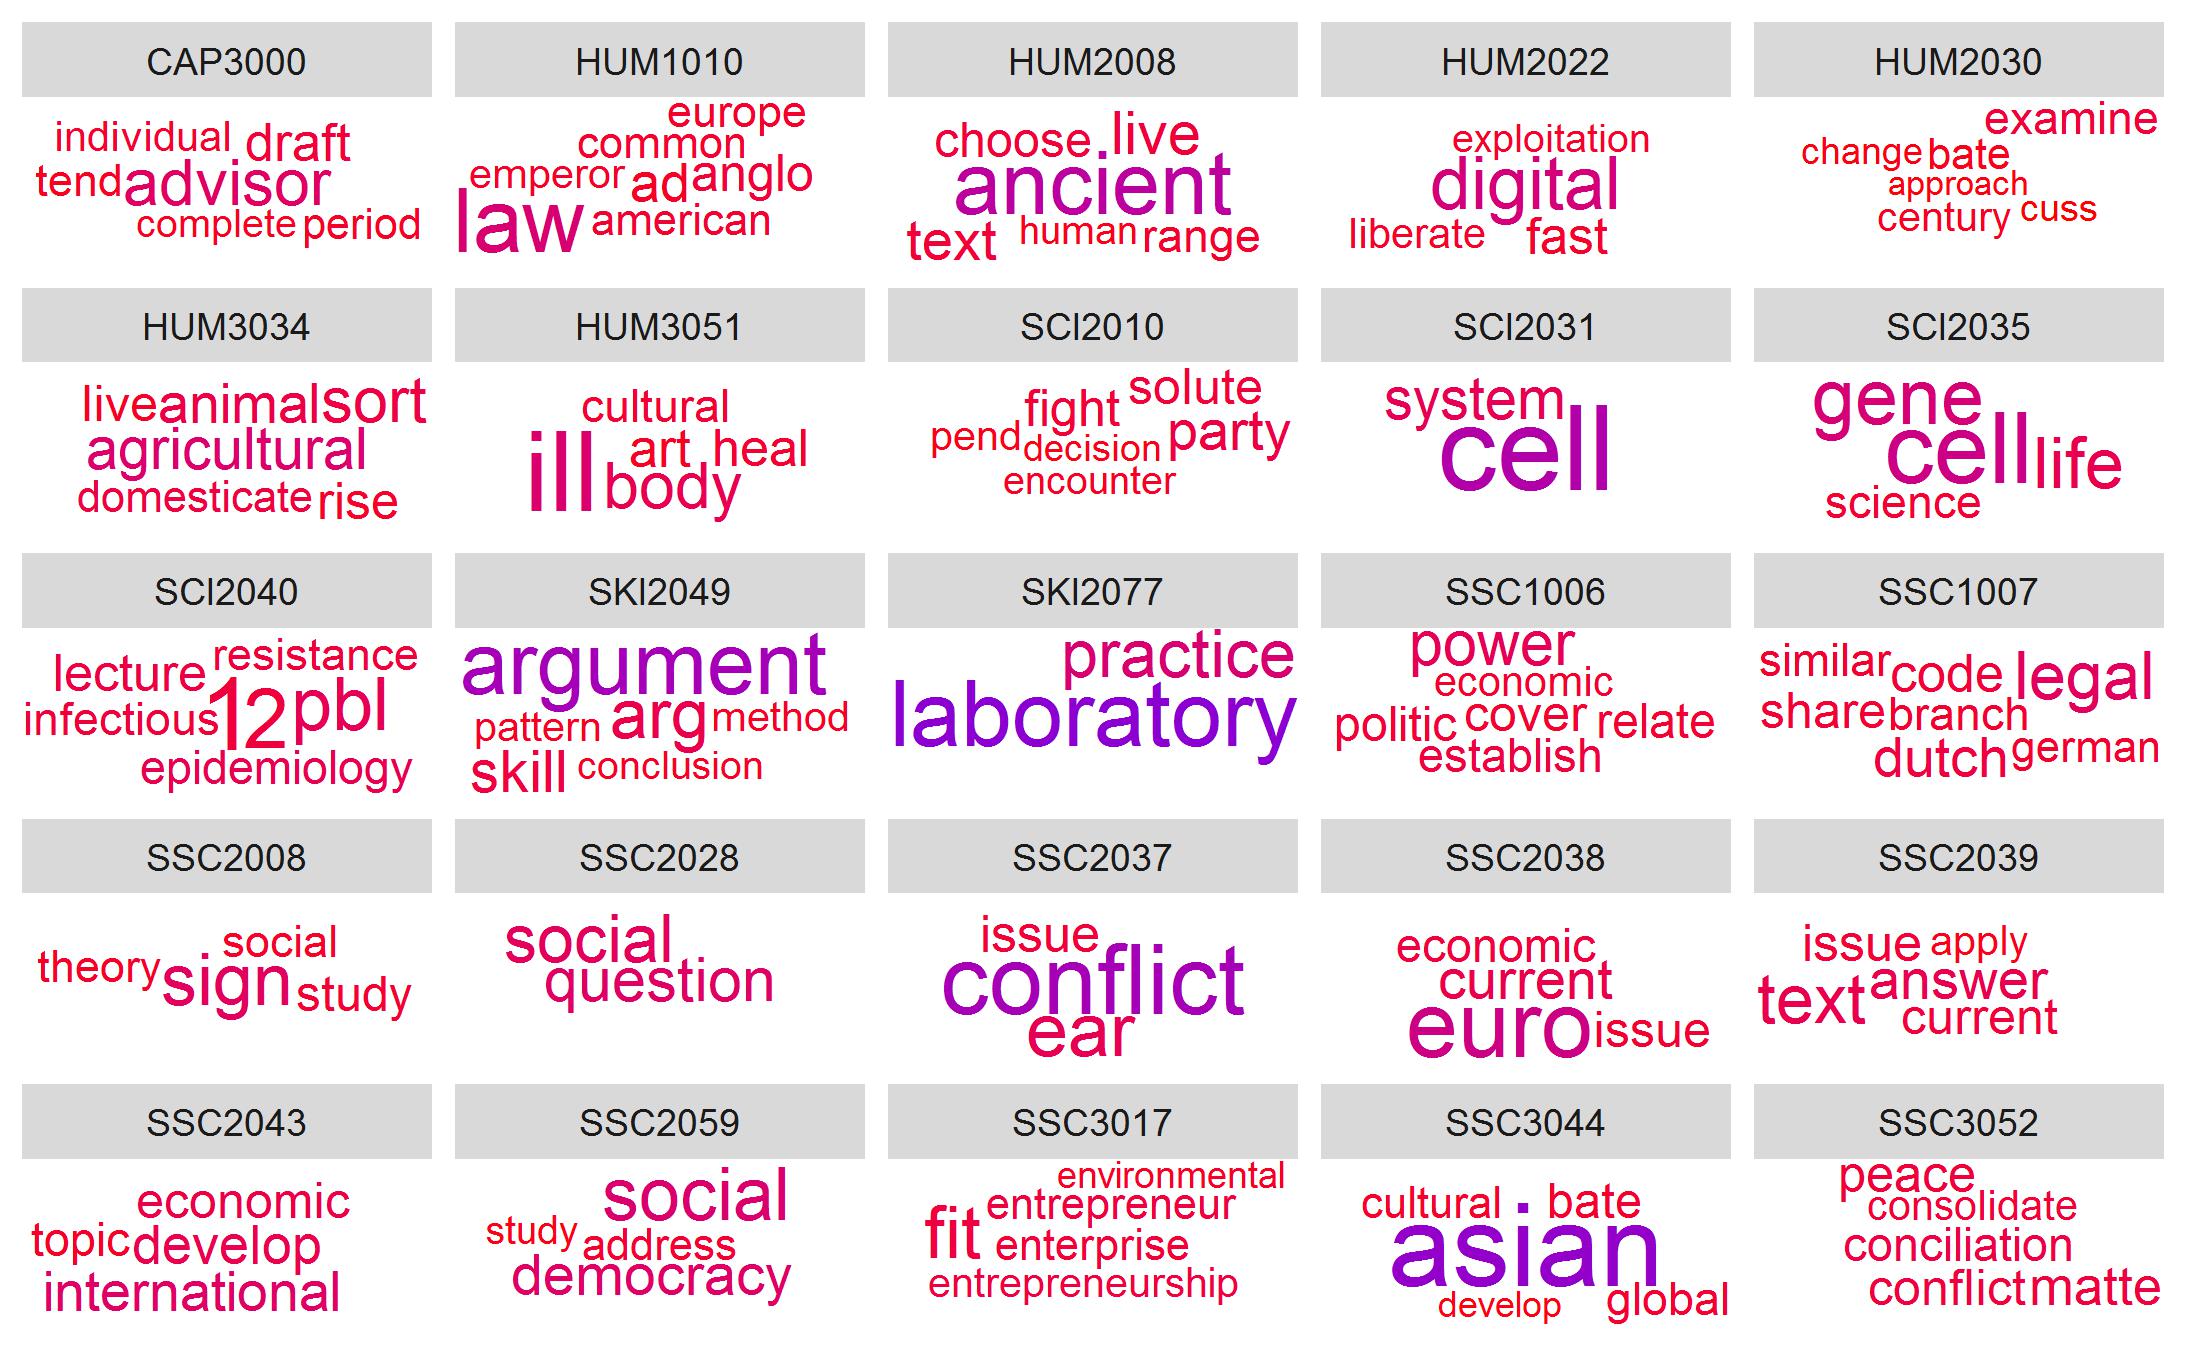 CAP3000
individual draft
tend advisor
complete period
HUM1010
europe
common
emperor ad anglo
law american
HUM2008
choose live
ancient
text human range
HUM2022
exploitation
digital
liberate fast
HUM2030
examine
change bate
approach
century cuss
HUM3034
live animal sort
agricultural
domesticate rise
HUM3051
cultural
ill art heal
body
SCI2010
fight solute
pend decision party
encounter
SCI2031
system
cell
SCI2035
gene
cell life
science
SCI2040
lecture resistance
infectious 12 pbl
epidemiology
SKI2049
argument
pattern arg method
skill conclusion
SKI2077
practice
laboratory
SSC1006
power
economic
politic cover relate
establish
SSC1007
similar code legal
share branch
dutch german
SSC2008
theory social
sign study
SSC2028
social
question
SSC2037
issue
conflict
ear
SSC2038
economic
current
euro issue
SSC2039
issue apply
text answer
current
SSC2043
economic
topic develop
international
SSC2059
social
study address
democracy
SSC3017
environmental
fit entrepreneur
enterprise
entrepreneurship
SSC3044
cultural bate
asian
develop global
SSC3052
peace
consolidate
conciliation
conflict matte